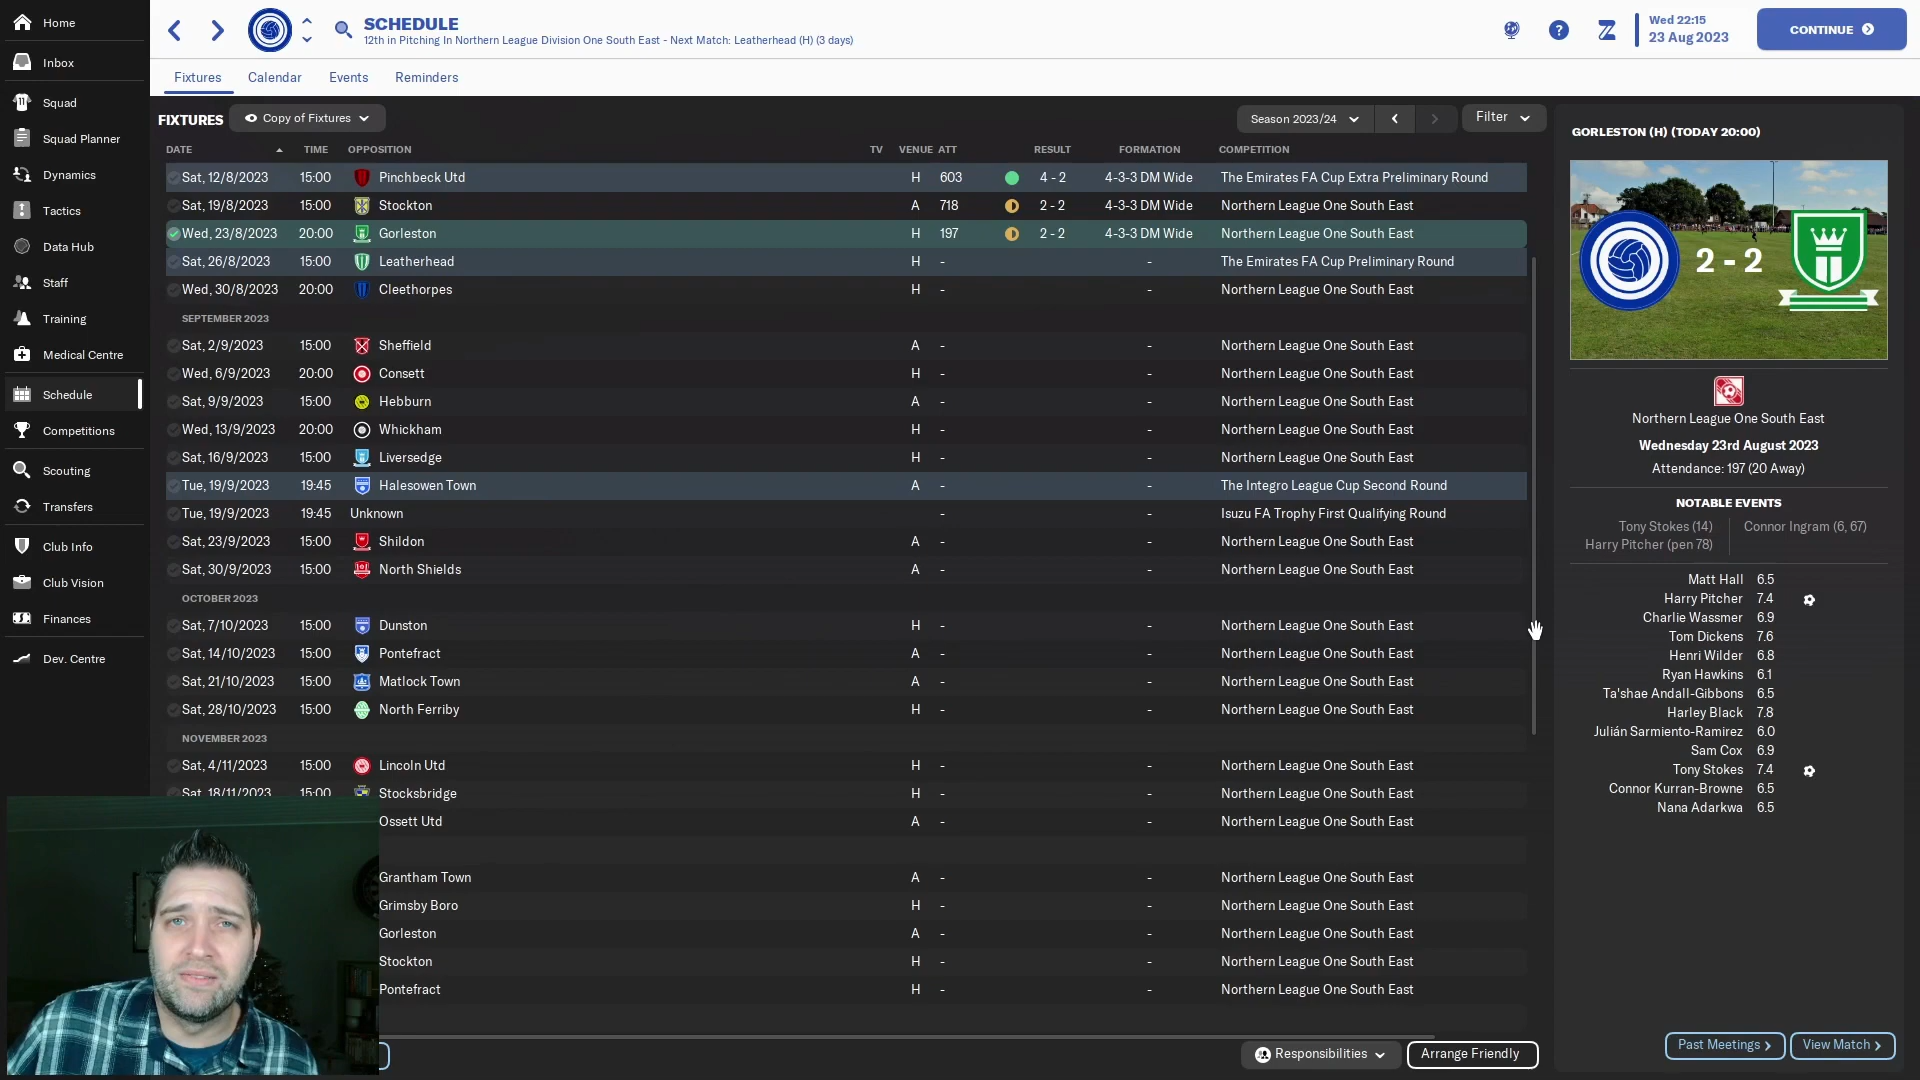 Home
Inbox
Squad
Squad Planner
Dynamics
Tactics
Data Hub
Staff
Training
Medical Centre
Schedule
Competitions
Scouting
Transfers
Club Info
Club Vision
Finances
Dev. Centre
SCHEDULE
12th in Pitching In Northern League Division One South East - Next Match: Leatherhead (H) (3 days)
Wed 22:15
23 Aug 2023
CONTINUE
Fixtures Calendar Events Reminders
FIXTURES Copy of Fixtures Season 2023/24 Filter
DATE TIME OPPOSITION TV VENUE ATT RESULT FORMATION COMPETITION
Sat, 12/8/2023 15:00 Pinchbeck Utd H 603 4 - 2 4-3-3 DM Wide The Emirates FA Cup Extra Preliminary Round
Sat, 19/8/2023 15:00 Stockton A 718 2 - 2 4-3-3 DM Wide Northern League One South East
Wed, 23/8/2023 20:00 Gorleston H 197 2 - 2 4-3-3 DM Wide Northern League One South East
Sat, 26/8/2023 15:00 Leatherhead H - - The Emirates FA Cup Preliminary Round
Wed, 30/8/2023 20:00 Cleethorpes H - - Northern League One South East
SEPTEMBER 2023
Sat, 2/9/2023 15:00 Sheffield A - - Northern League One South East
Wed, 6/9/2023 20:00 Consett H - - Northern League One South East
Sat, 9/9/2023 15:00 Hebburn A - - Northern League One South East
Wed, 13/9/2023 20:00 Whickham H - - Northern League One South East
Sat, 16/9/2023 15:00 Liversedge H - - Northern League One South East
Tue, 19/9/2023 19:45 Halesowen Town A - - The Integro League Cup Second Round
Tue, 19/9/2023 19:45 Unknown - - Isuzu FA Trophy First Qualifying Round
Sat, 23/9/2023 15:00 Shildon A - - Northern League One South East
Sat, 30/9/2023 15:00 North Shields A - - Northern League One South East
OCTOBER 2023
Sat, 7/10/2023 15:00 Dunston H - - Northern League One South East
Sat, 14/10/2023 15:00 Pontefract A - - Northern League One South East
Sat, 21/10/2023 15:00 Matlock Town A - - Northern League One South East
Sat, 28/10/2023 15:00 North Ferriby H - - Northern League One South East
NOVEMBER 2023
Sat, 4/11/2023 15:00 Lincoln Utd H - - Northern League One South East
Sat, 18/11/2023 15:00 Stocksbridge H - - Northern League One South East
Ossett Utd A - - Northern League One South East
Grantham Town A - - Northern League One South East
Grimsby Boro H - - Northern League One South East
Gorleston A - - Northern League One South East
Stockton H - - Northern League One South East
Pontefract H - - Northern League One South East
Responsibilities Arrange Friendly
GORLESTON (H) (TODAY 20:00)
2 - 2
Northern League One South East
Wednesday 23rd August 2023
Attendance: 197 (20 Away)
NOTABLE EVENTS
Tony Stokes (14) Connor Ingram (6, 67)
Harry Pitcher (pen 78)
Matt Hall 6.5
Harry Pitcher 7.4
Charlie Wassmer 6.9
Tom Dickens 7.6
Henri Wilder 6.8
Ryan Hawkins 6.1
Ta'shae Andall-Gibbons 6.5
Harley Black 7.8
Julián Sarmiento-Ramirez 6.0
Sam Cox 6.9
Tony Stokes 7.4
Connor Kurran-Browne 6.5
Nana Adarkwa 6.5
Past Meetings View Match